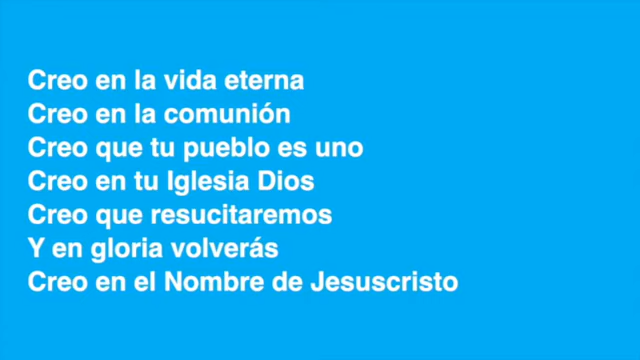 Creo en la vida eterna
Creo en la comunión
Creo que tu pueblo es uno
Creo en tu Iglesia Dios
Creo que resucitaremos
Y en gloria volverás
Creo en el Nombre de Jesuscristo